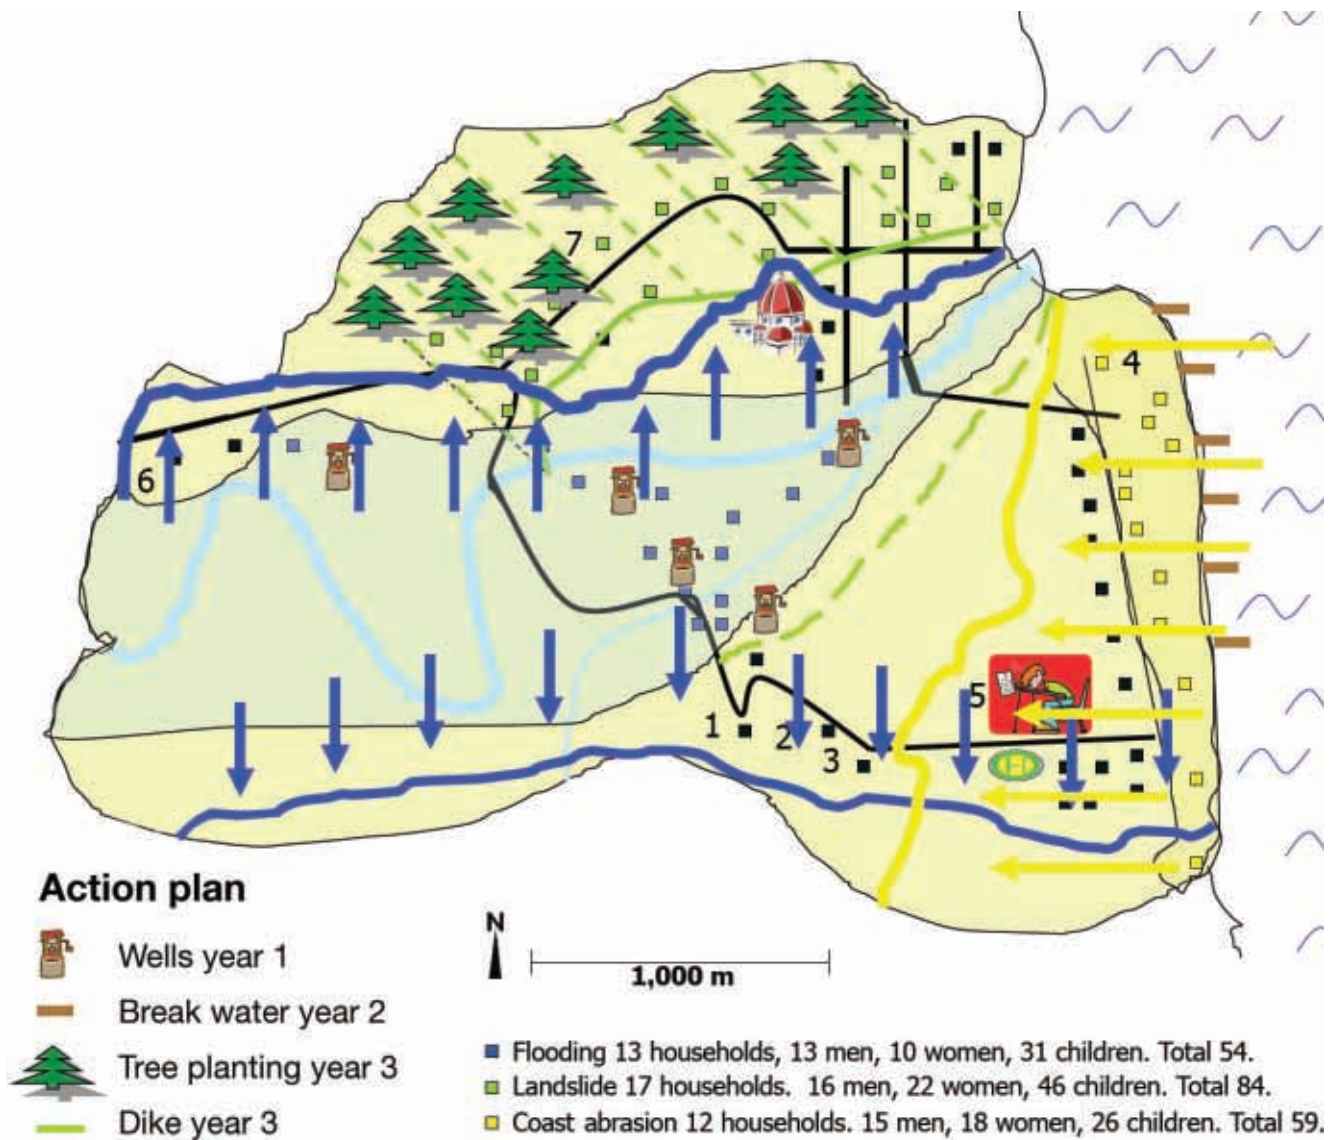 7
4
6
5
1
2
3
Action plan
Wells year 1
Break water year 2
Tree planting year 3
Dike year 3
N
1,000 m
Flooding 13 households, 13 men, 10 women, 31 children. Total 54.
Landslide 17 households. 16 men, 22 women, 46 children. Total 84.
Coast abrasion 12 households. 15 men, 18 women, 26 children. Total 59.